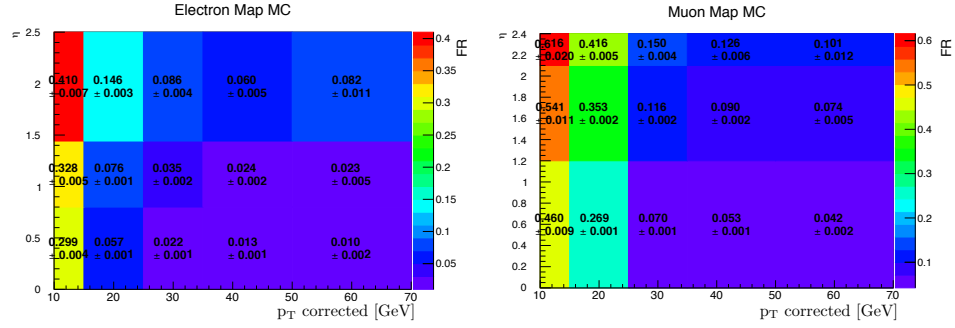 Electron Map MC
η
2.5
2
1.5
1
0.5
0
0.410 0.146 0.086 0.060 0.082
± 0.007 ± 0.003 ± 0.004 ± 0.005 ± 0.011
0.328 0.076 0.035 0.024 0.023
± 0.005 ± 0.001 ± 0.002 ± 0.002 ± 0.005
0.299 0.057 0.022 0.013 0.010
± 0.004 ± 0.001 ± 0.001 ± 0.001 ± 0.002
10 20 30 40 50 60 70
pT corrected [GeV]
FR
0.4
0.35
0.3
0.25
0.2
0.15
0.1
0.05
Muon Map MC
η
2.4
2.2
2
1.8
1.6
1.4
1.2
1
0.8
0.6
0.4
0.2
0
0.616 0.416 0.150 0.126 0.101
± 0.020 ± 0.005 ± 0.004 ± 0.006 ± 0.012
0.541 0.353 0.116 0.090 0.074
± 0.011 ± 0.002 ± 0.002 ± 0.002 ± 0.005
0.460 0.269 0.070 0.053 0.042
± 0.009 ± 0.001 ± 0.001 ± 0.001 ± 0.002
10 20 30 40 50 60 70
pT corrected [GeV]
FR
0.6
0.5
0.4
0.3
0.2
0.1